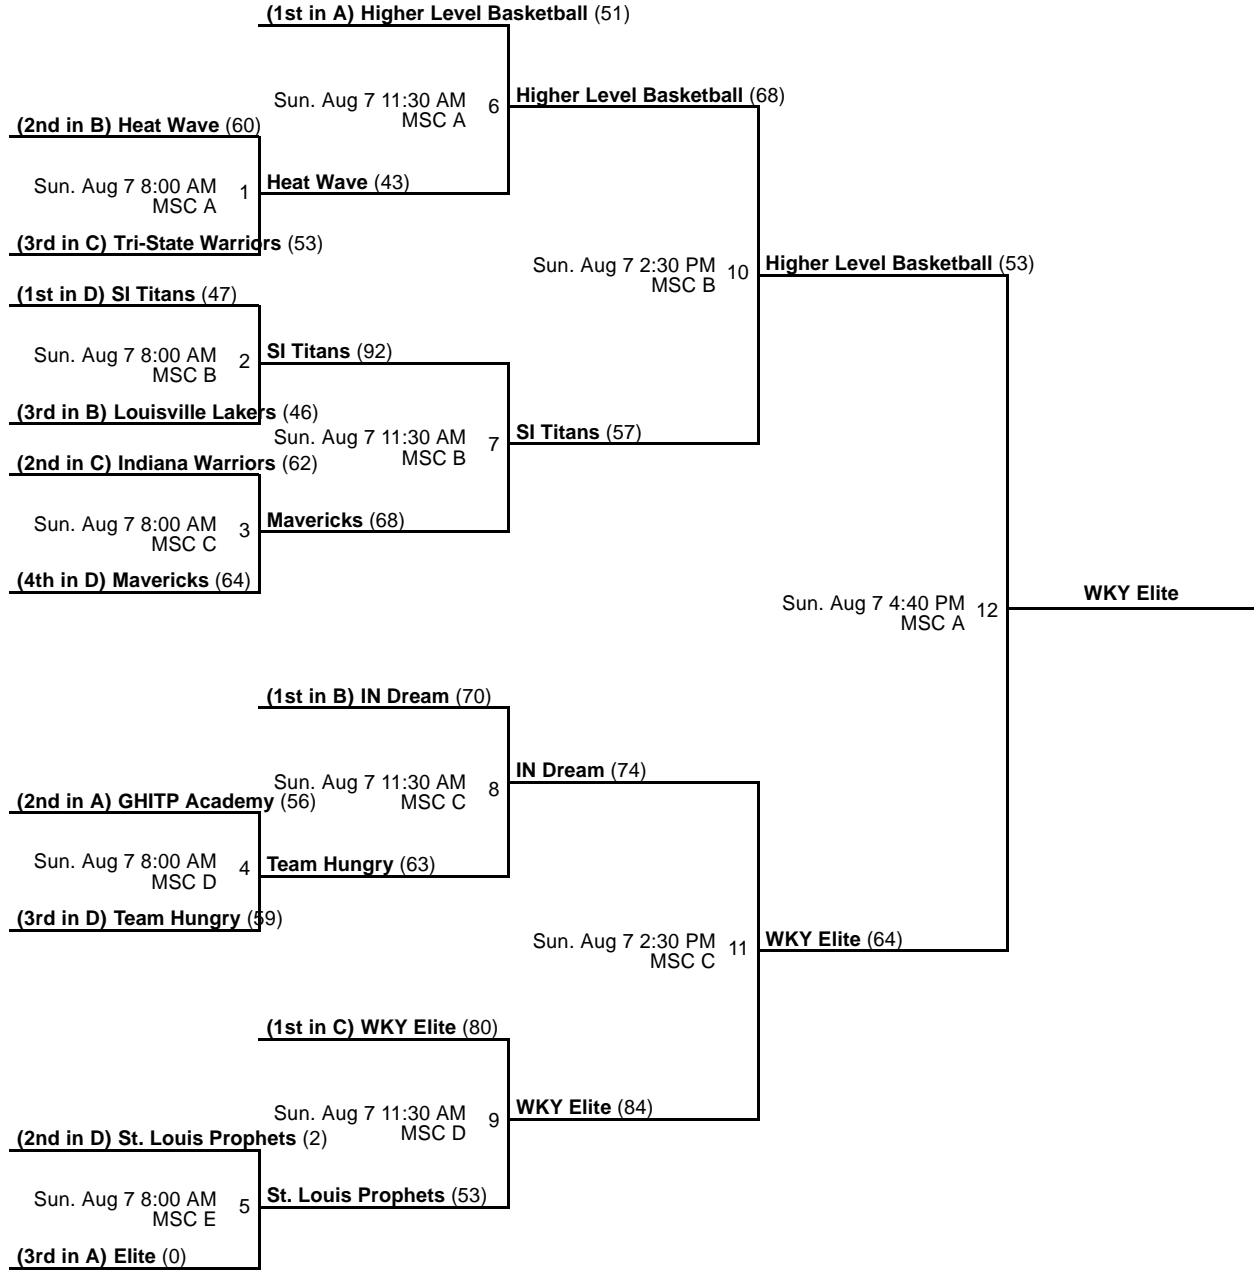 (1st in A) Higher Level Basketball (51)
Sun. Aug 7 11:30 AM
MSC A
6
Higher Level Basketball (68)
(2nd in B) Heat Wave (60)
Sun. Aug 7 8:00 AM
MSC A
1
Heat Wave (43)
(3rd in C) Tri-State Warriors (53)
Sun. Aug 7 2:30 PM
MSC B
10
Higher Level Basketball (53)
(1st in D) SI Titans (47)
Sun. Aug 7 8:00 AM
MSC B
2
SI Titans (92)
(3rd in B) Louisville Lakers (46)
Sun. Aug 7 11:30 AM
MSC B
7
SI Titans (57)
(2nd in C) Indiana Warriors (62)
Sun. Aug 7 8:00 AM
MSC C
3
Mavericks (68)
(4th in D) Mavericks (64)
Sun. Aug 7 4:40 PM
MSC A
12
WKY Elite
(1st in B) IN Dream (70)
Sun. Aug 7 11:30 AM
MSC C
8
IN Dream (74)
(2nd in A) GHITP Academy (56)
Sun. Aug 7 8:00 AM
MSC D
4
Team Hungry (63)
(3rd in D) Team Hungry (59)
Sun. Aug 7 2:30 PM
MSC C
11
WKY Elite (64)
(1st in C) WKY Elite (80)
Sun. Aug 7 11:30 AM
MSC D
9
WKY Elite (84)
(2nd in D) St. Louis Prophets (2)
Sun. Aug 7 8:00 AM
MSC E
5
St. Louis Prophets (53)
(3rd in A) Elite (0)